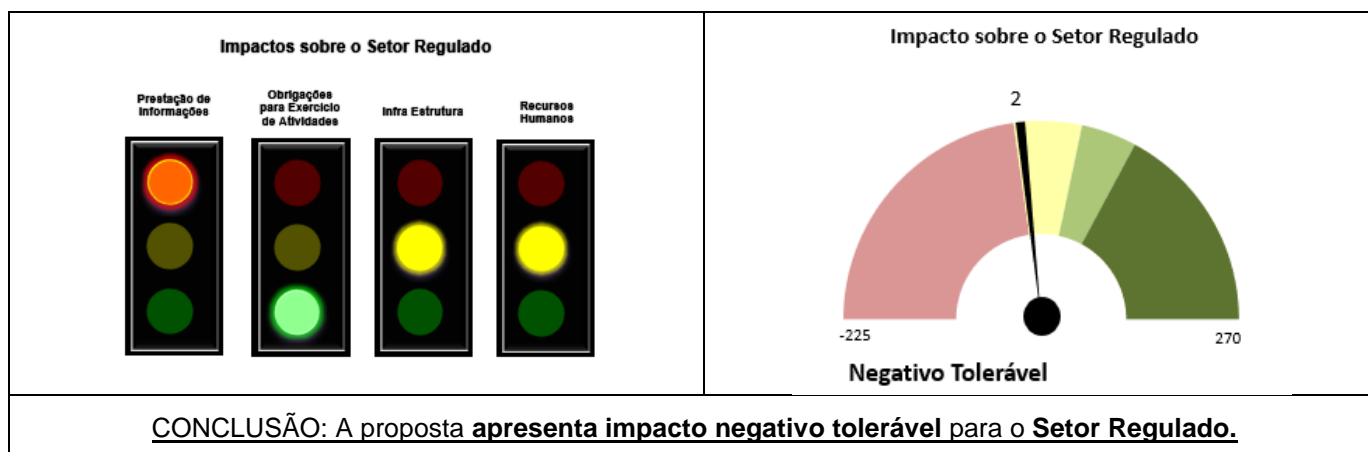 Impactos sobre o Setor Regulado
Prestação de
Informações
Obrigações
para Exercício
de Atividades
Infra Estrutura
Recursos
Humanos
Impacto sobre o Setor Regulado
2
-225
270
Negativo Tolerável
CONCLUSÃO: A proposta apresenta impacto negativo tolerável para o Setor Regulado.